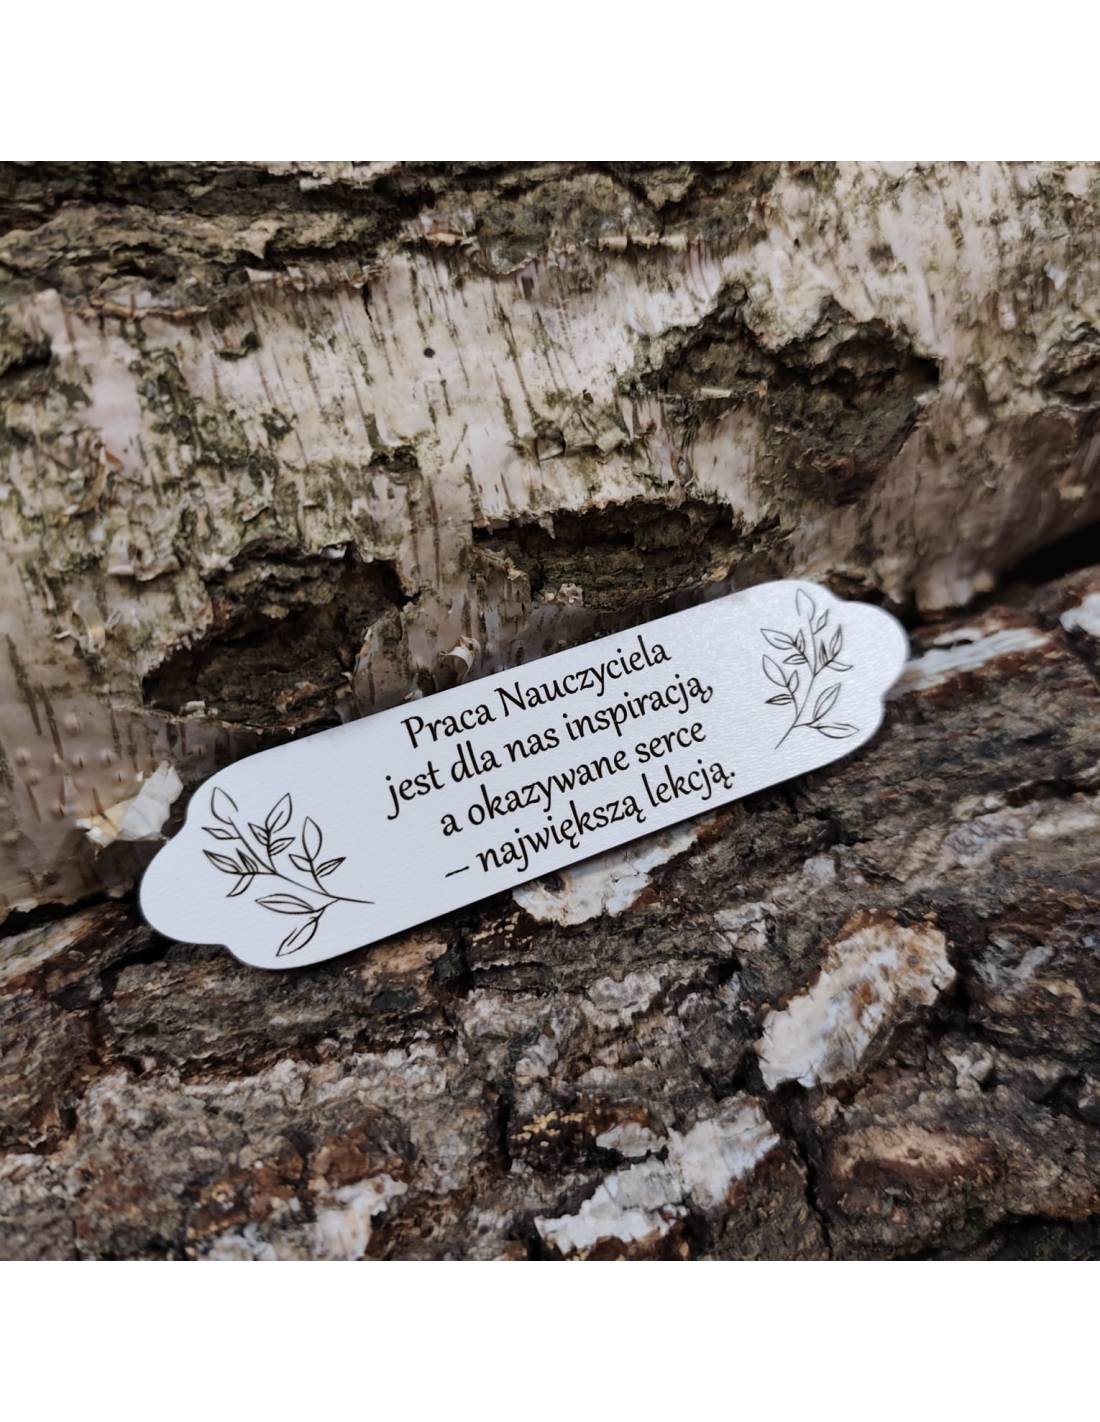 Praca Nauczyciela
jest dla nas inspiracją,
a okazywane serce
– największą lekcją.